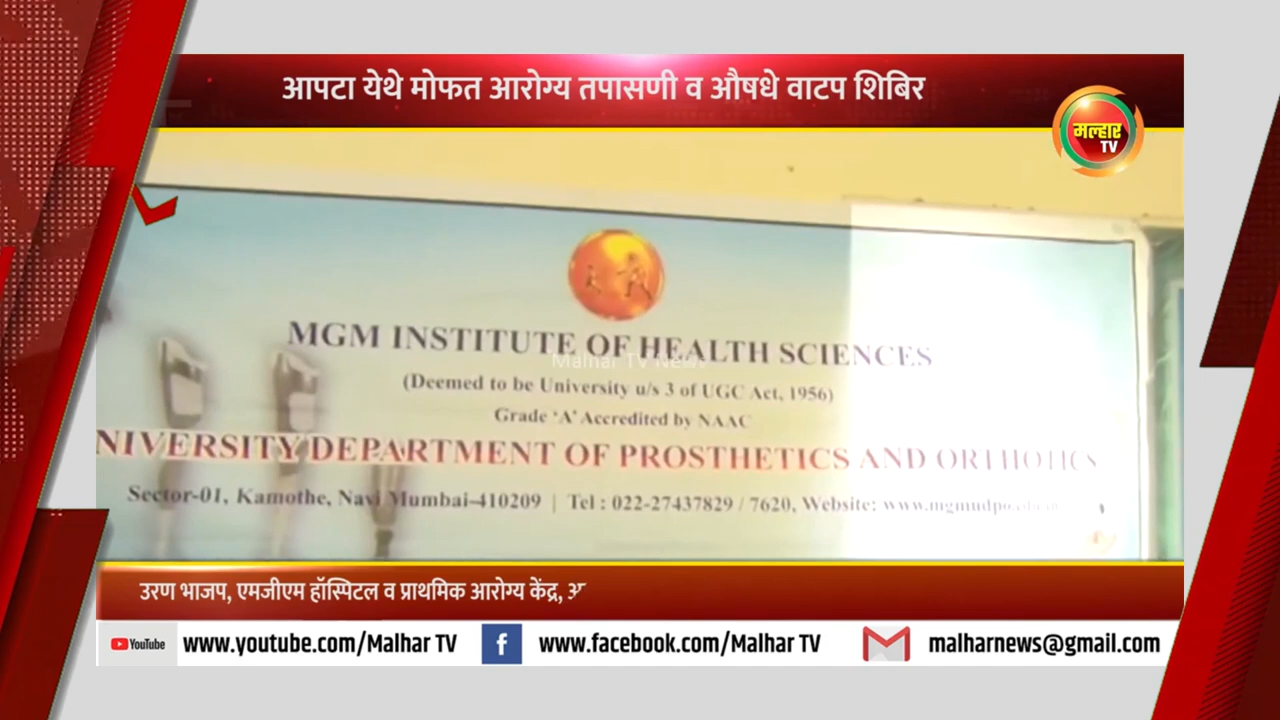 आपटा येथे मोफत आरोग्य तपासणी व औषधे वाटप शिबिर
मल्हार
TV
MGM INSTITUTE OF HEALTH SCIENCES
Malhar TV News
(Deemed to be University u/s 3 of UGC Act, 1956)
Grade 'A' Accredited by NAAC
NIVERSITY DEPARTMENT OF PROSTHETICS AND ORTHOTICS
Sector-01, Kamothe, Navi Mumbai-410209 | Tel : 022-27437829 / 7620, Website:
उरण भाजप, एमजीएम हॉस्पिटल व प्राथमिक आरोग्य केंद्र,
YouTube www.youtube.com/Malhar TV www.facebook.com/Malhar TV malharnews@gmail.com